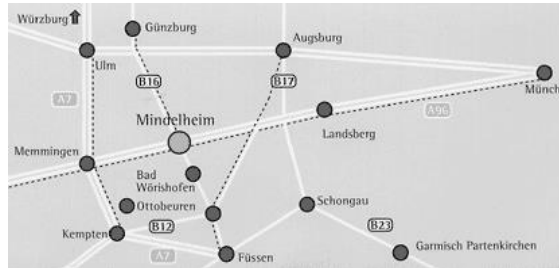 Würzburg
Günzburg
Augsburg
Ulm
B16
B17
Münch
A7
A96
Mindelheim
Landsberg
Memmingen
Bad
Wörishofen
Ottobeuren
Schongau
Kempten
B12
B23
A7
Füssen
Garmisch Partenkirchen